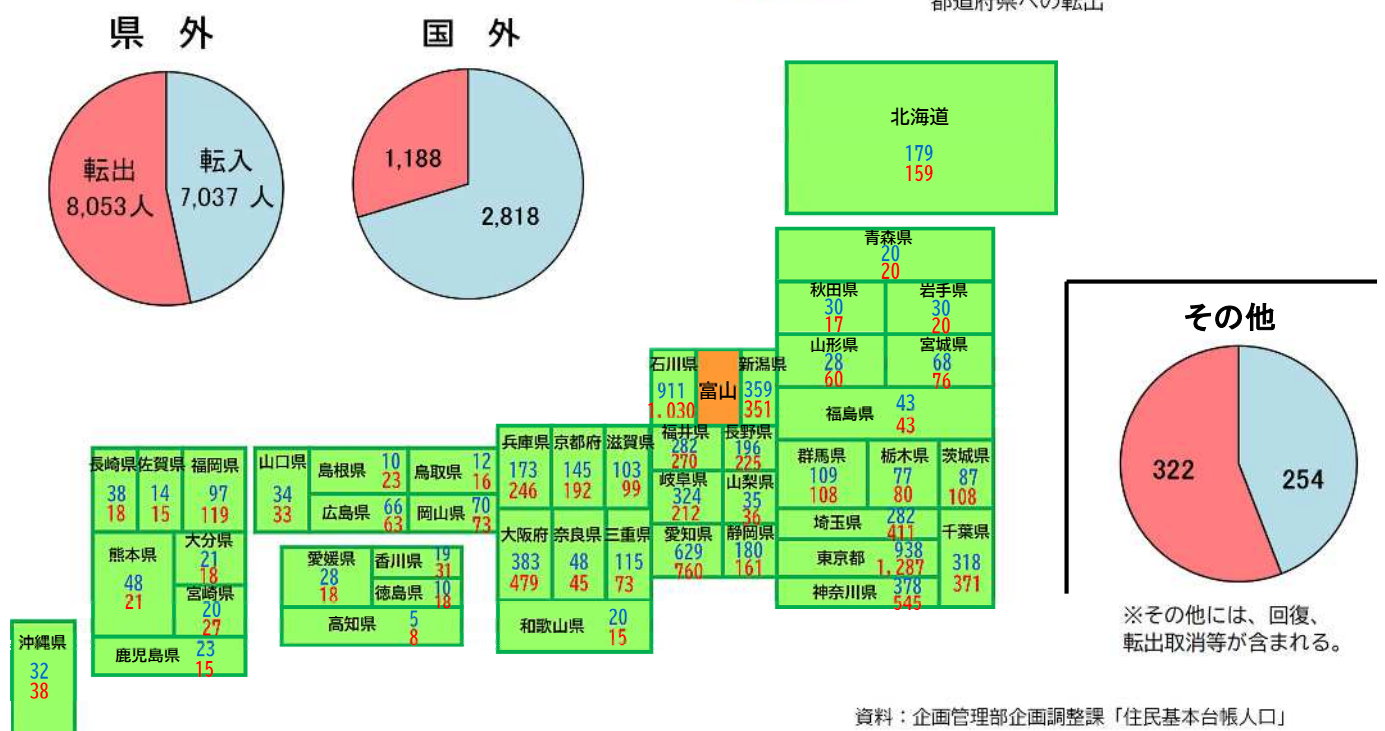 都道府県への転出
県 外
国 外
転出
8,053人
転入
7,037 人
1,188
2,818
北海道
179
159
青森県
20
20
秋田県
30
17
岩手県
30
20
山形県
28
60
宮城県
68
76
福島県
43
43
石川県
911
1.030
富山
新潟県
359
351
福井県
282
270
長野県
196
225
群馬県
109
108
栃木県
77
80
茨城県
87
108
岐阜県
324
212
山梨県
35
36
埼玉県
282
411
千葉県
318
371
東京都
938
1,287
神奈川県
378
545
愛知県
629
760
静岡県
180
161
兵庫県
173
246
京都府
145
192
滋賀県
103
99
大阪府
383
479
奈良県
48
45
三重県
115
73
和歌山県
20
15
山口県
34
33
島根県
10
23
鳥取県
12
16
広島県
66
63
岡山県
70
73
愛媛県
28
18
香川県
19
31
徳島県
10
18
高知県
5
8
長崎県
38
18
佐賀県
14
15
福岡県
97
119
熊本県
48
21
大分県
21
18
宮崎県
20
27
鹿児島県
23
15
沖縄県
32
38
その他
322
254
※その他には、回復、
転出取消等が含まれる。
資料：企画管理部企画調整課「住民基本台帳人口」